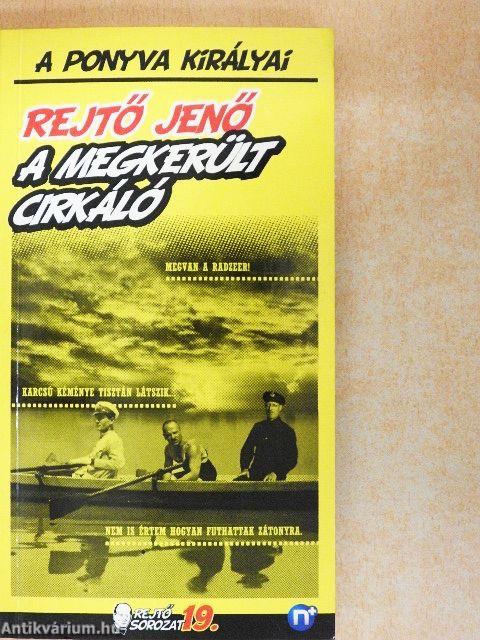 A PONYVA KIRÁLYAI
REJTŐ JENŐ
A MEGKERÜLT
CIRKÁLÓ
MEGVAN A RADZEER!
KARCSÚ KÉMÉNYE TISZTÁN LÁTSZIK.
NEM IS ÉRTEM HOGYAN FUTHATTAK ZÁTONYRA.
REJTŐ
SOROZAT 19.
n+
Antikvárium.hu